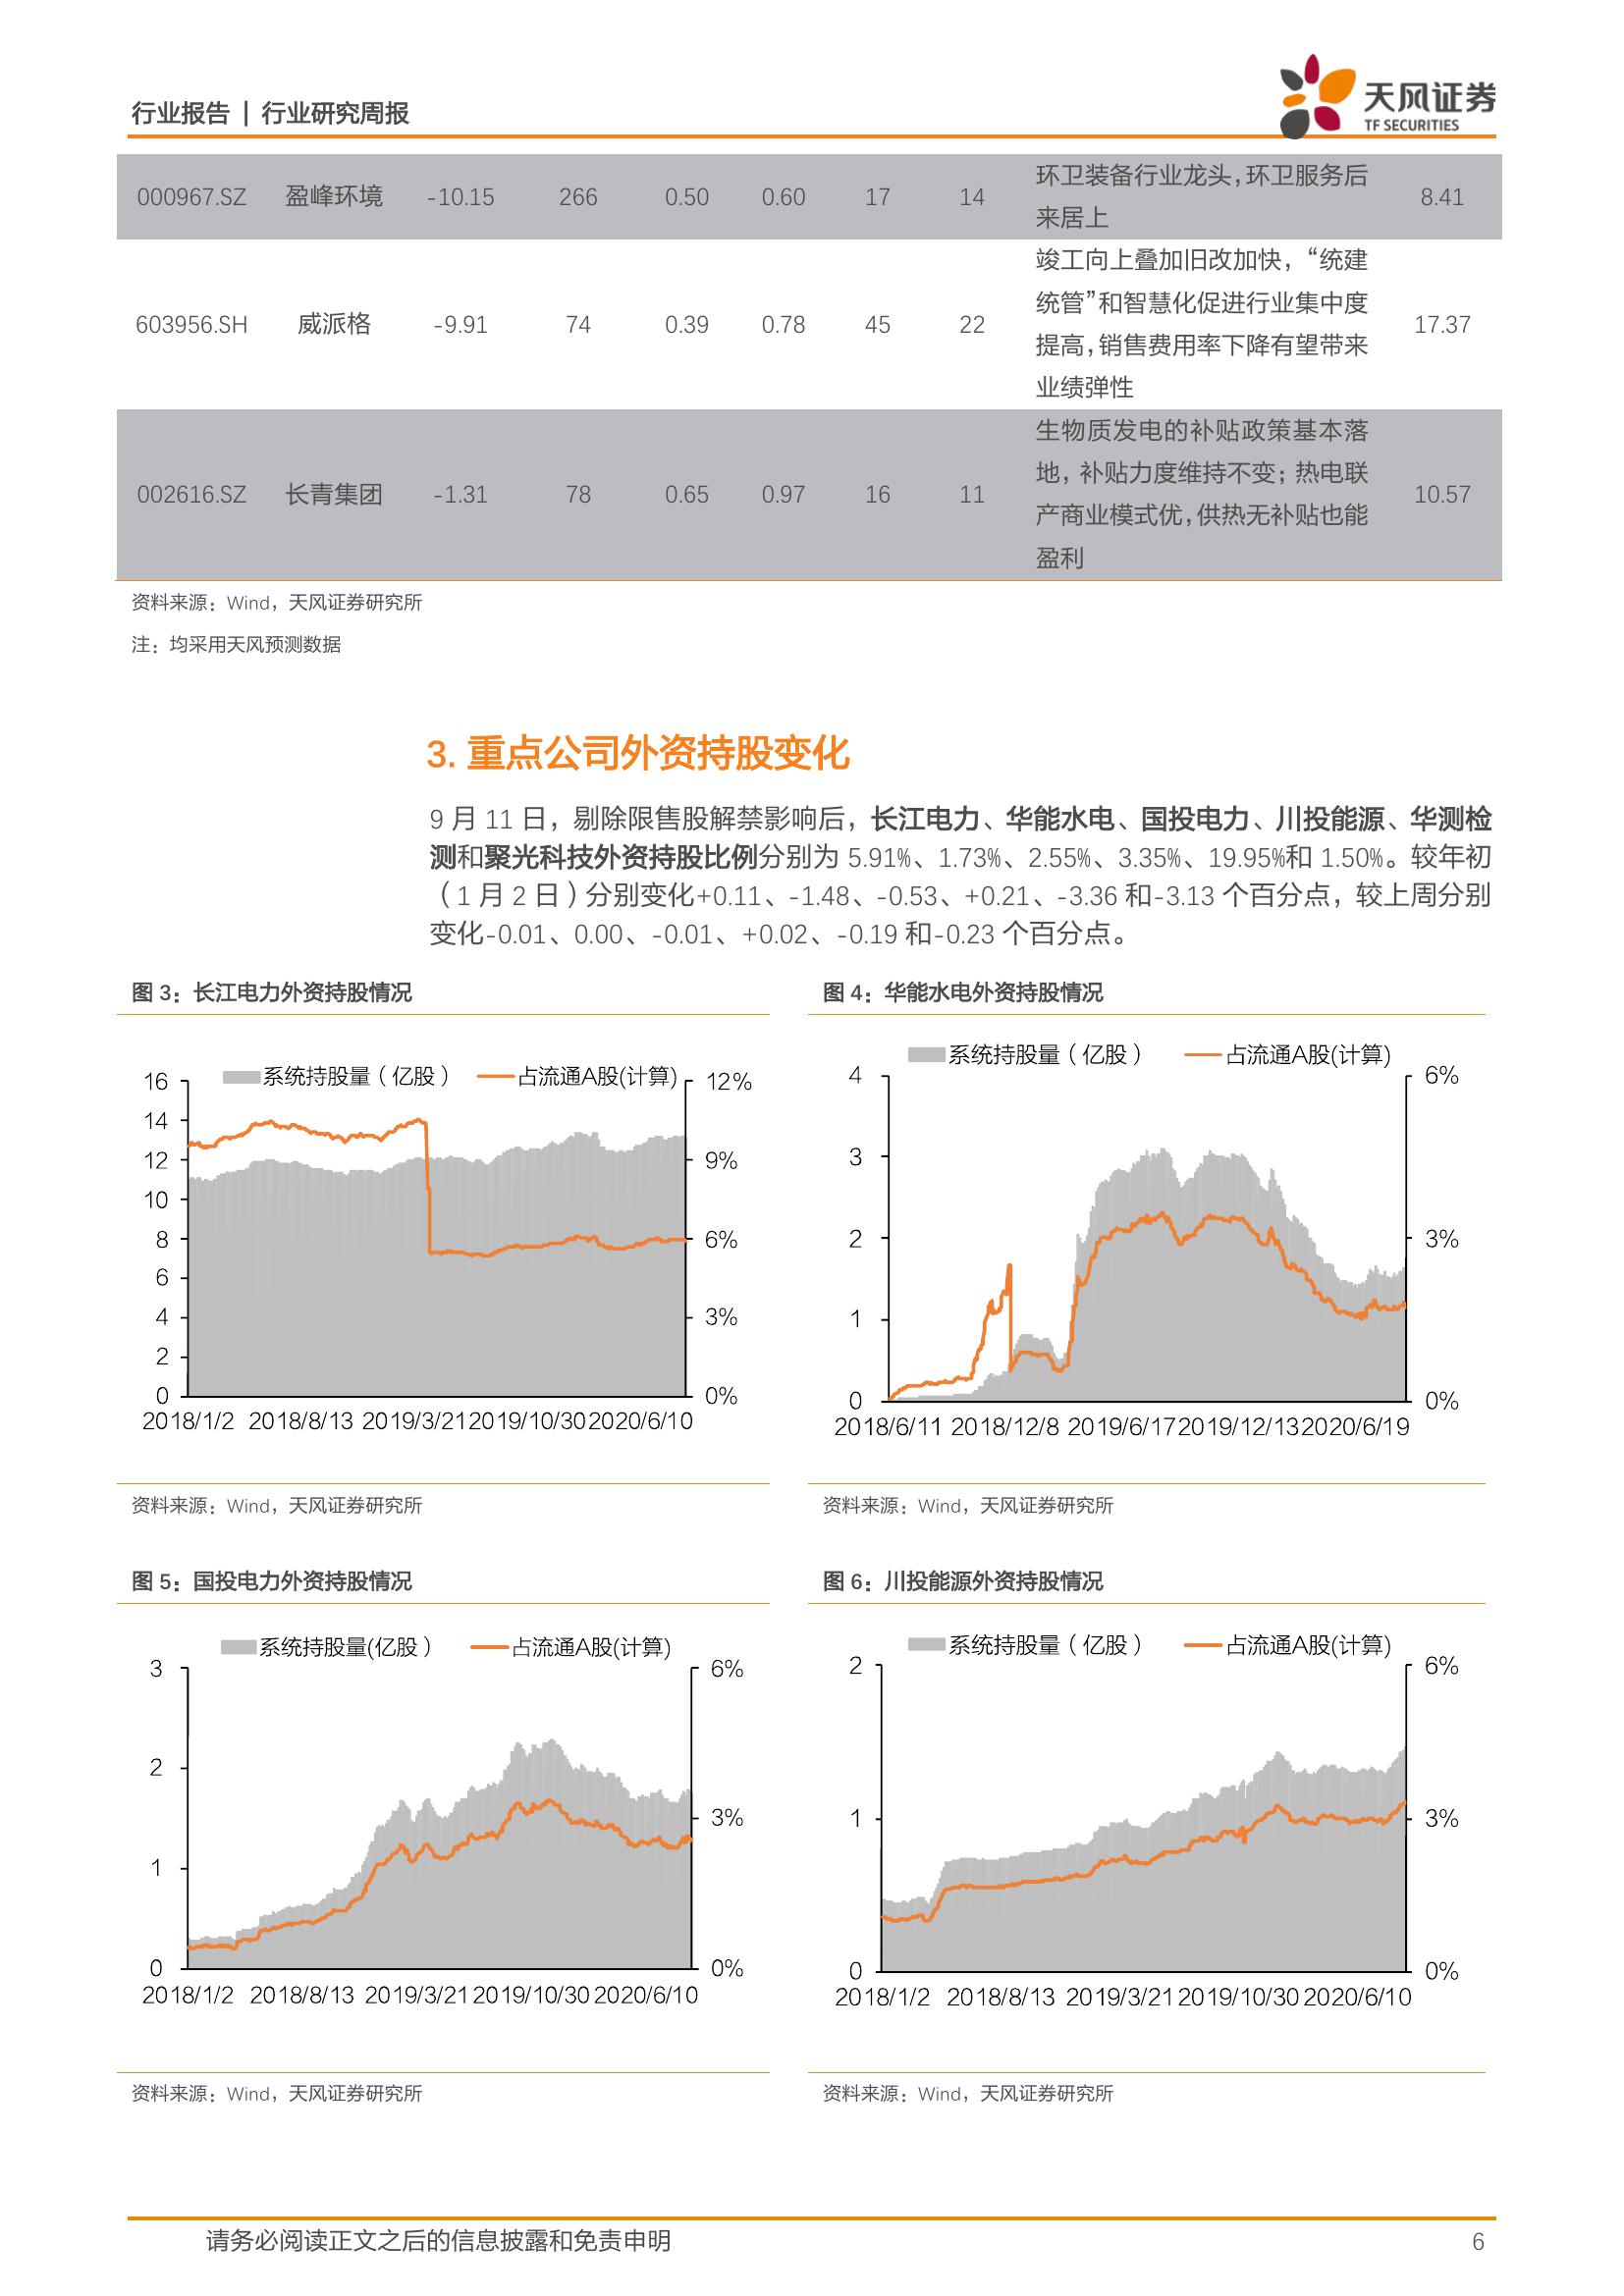 行业报告 | 行业研究周报
天风证券
TF SECURITIES
000967.SZ 盈峰环境 -10.15 266 0.50 0.60 17 14 环卫装备行业龙头，环卫服务后 8.41
来居上
603956.SH 威派格 -9.91 74 0.39 0.78 45 22 竣工向上叠加旧改加快，“统建 17.37
统管”和智慧化促进行业集中度
提高，销售费用率下降有望带来
业绩弹性
002616.SZ 长青集团 -1.31 78 0.65 0.97 16 11 生物质发电的补贴政策基本落 10.57
地，补贴力度维持不变；热电联
产商业模式优，供热无补贴也能
盈利
资料来源：Wind，天风证券研究所
注：均采用天风预测数据
3. 重点公司外资持股变化
9 月 11 日，剔除限售股解禁影响后，长江电力、华能水电、国投电力、川投能源、华测检
测和聚光科技外资持股比例分别为 5.91%、1.73%、2.55%、3.35%、19.95%和 1.50%。较年初
（1 月 2 日）分别变化+0.11、-1.48、-0.53、+0.21、-3.36 和-3.13 个百分点，较上周分别
变化-0.01、0.00、-0.01、+0.02、-0.19 和-0.23 个百分点。
图 3：长江电力外资持股情况
系统持股量（亿股） 占流通A股(计算)
16 12%
14
12 9%
10
8 6%
6
4 3%
2
0 0%
2018/1/2 2018/8/13 2019/3/21 2019/10/30 2020/6/10
资料来源：Wind，天风证券研究所
图 4：华能水电外资持股情况
系统持股量（亿股） 占流通A股(计算)
4 6%
3
2 3%
1
0 0%
2018/6/11 2018/12/8 2019/6/17 2019/12/13 2020/6/19
资料来源：Wind，天风证券研究所
图 5：国投电力外资持股情况
系统持股量(亿股） 占流通A股(计算)
3 6%
2
3%
1
0 0%
2018/1/2 2018/8/13 2019/3/21 2019/10/30 2020/6/10
资料来源：Wind，天风证券研究所
图 6：川投能源外资持股情况
系统持股量（亿股） 占流通A股(计算)
2 6%
1 3%
0 0%
2018/1/2 2018/8/13 2019/3/21 2019/10/30 2020/6/10
资料来源：Wind，天风证券研究所
请务必阅读正文之后的信息披露和免责申明 6